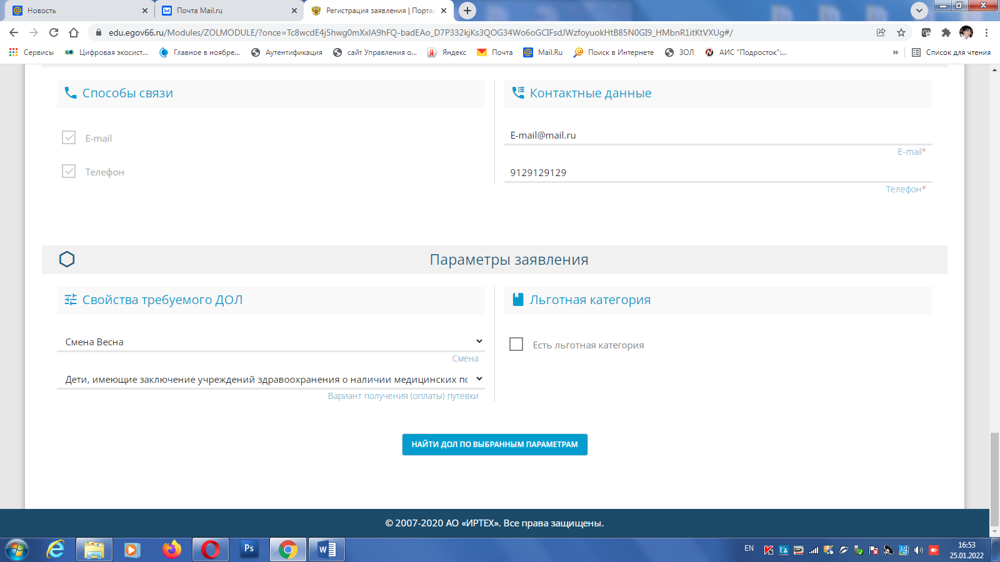 Новость
Почта Mail.ru
Регистрация заявления | Порта
edu.egov66.ru/Modules/ZOLMODULE/?once=Tc8wcdE4j5hwg0mXxlA9hFQ-badEAo_D7P332kjKs3QOG34Wo6oGCIFsdJWzfoyuokHtB85N0GI9_HMbnR1itKtVXUg#/
Сервисы
Цифровая экосист...
Главное в ноябре...
Аутентификация
сайт Управления о...
Яндекс
Почта
Mail.Ru
Поиск в Интернете
ЗОЛ
АИС "Подросток":...
»
Список для чтения
Способы связи
Контактные данные
E-mail
E-mail@mail.ru
E-mail*
Телефон
9129129129
Телефон*
Параметры заявления
Свойства требуемого ДОЛ
Льготная категория
Смена Весна
Смена
Есть льготная категория
Дети, имеющие заключение учреждений здравоохранения о наличии медицинских пс
Вариант получения (оплаты) путевки
НАЙТИ ДОЛ ПО ВЫБРАННЫМ ПАРАМЕТРАМ
© 2007-2020 АО «ИРТЕХ». Все права защищены.
Ps
W
EN
16:53
25.01.2022